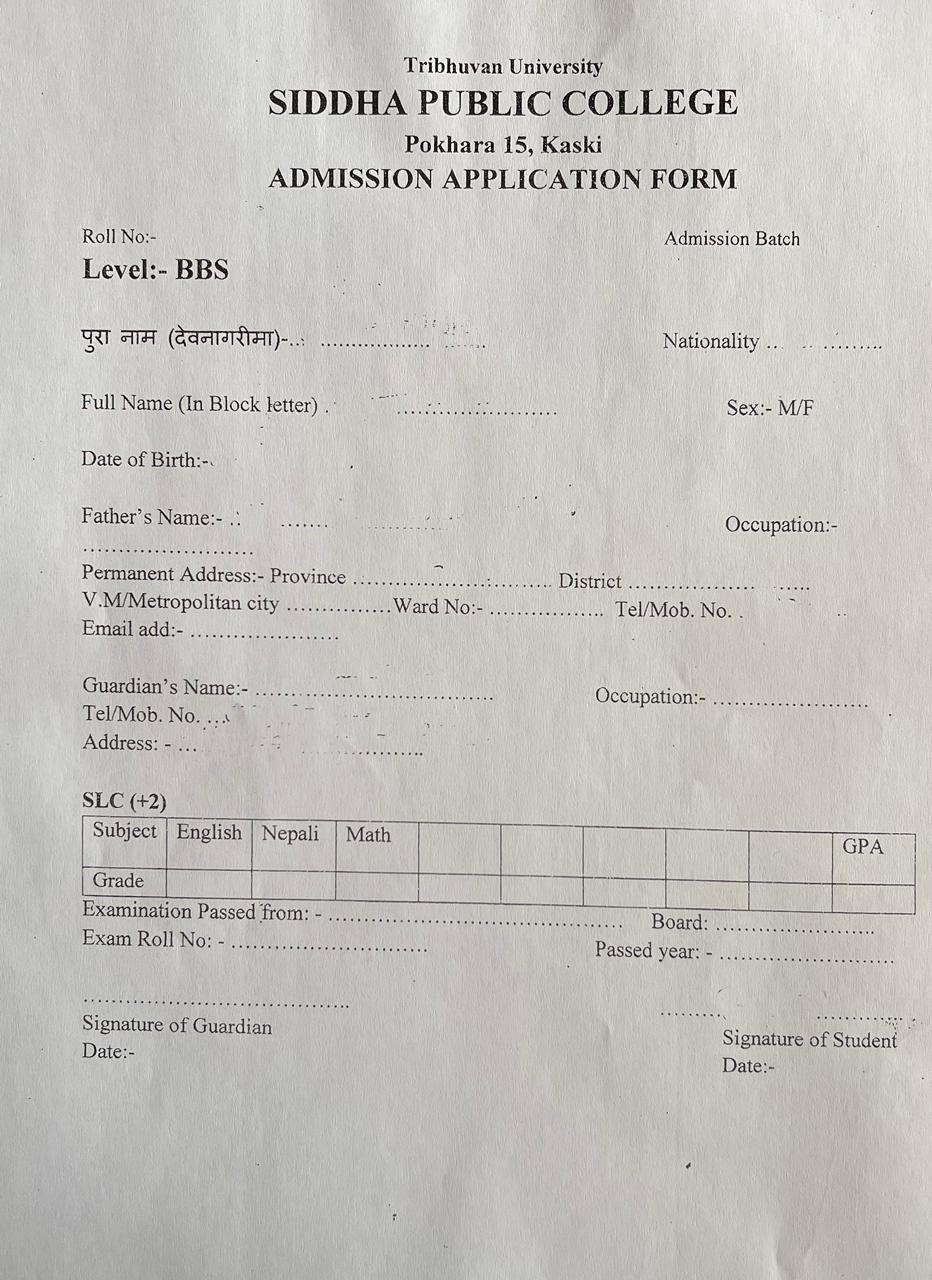 Tribhuvan University
SIDDHA PUBLIC COLLEGE
Pokhara 15, Kaski
ADMISSION APPLICATION FORM
Roll No:- Admission Batch
Level:- BBS
पुरा नाम (देवनागरीमा)-... .................. ....... Nationality ... .. .........
Full Name (In Block letter) . ........................... Sex:- M/F
Date of Birth:-
Father's Name:- .. ....... .............. Occupation:-
........................
Permanent Address:- Province ................................. District ..................... ......
V.M/Metropolitan city .................Ward No:- ................... Tel/Mob. No. .
Email add:- .........................
Guardian's Name:- ........................................ Occupation:- ..........................
Tel/Mob. No. ...
Address: - ... .....................
SLC (+2)
Subject English Nepali Math GPA
Grade
Examination Passed from: - .................................................. Board: ...........................
Exam Roll No: - ................................. Passed year: - .............................
............................................. ........... ...............
Signature of Guardian Signature of Student
Date:- Date:-